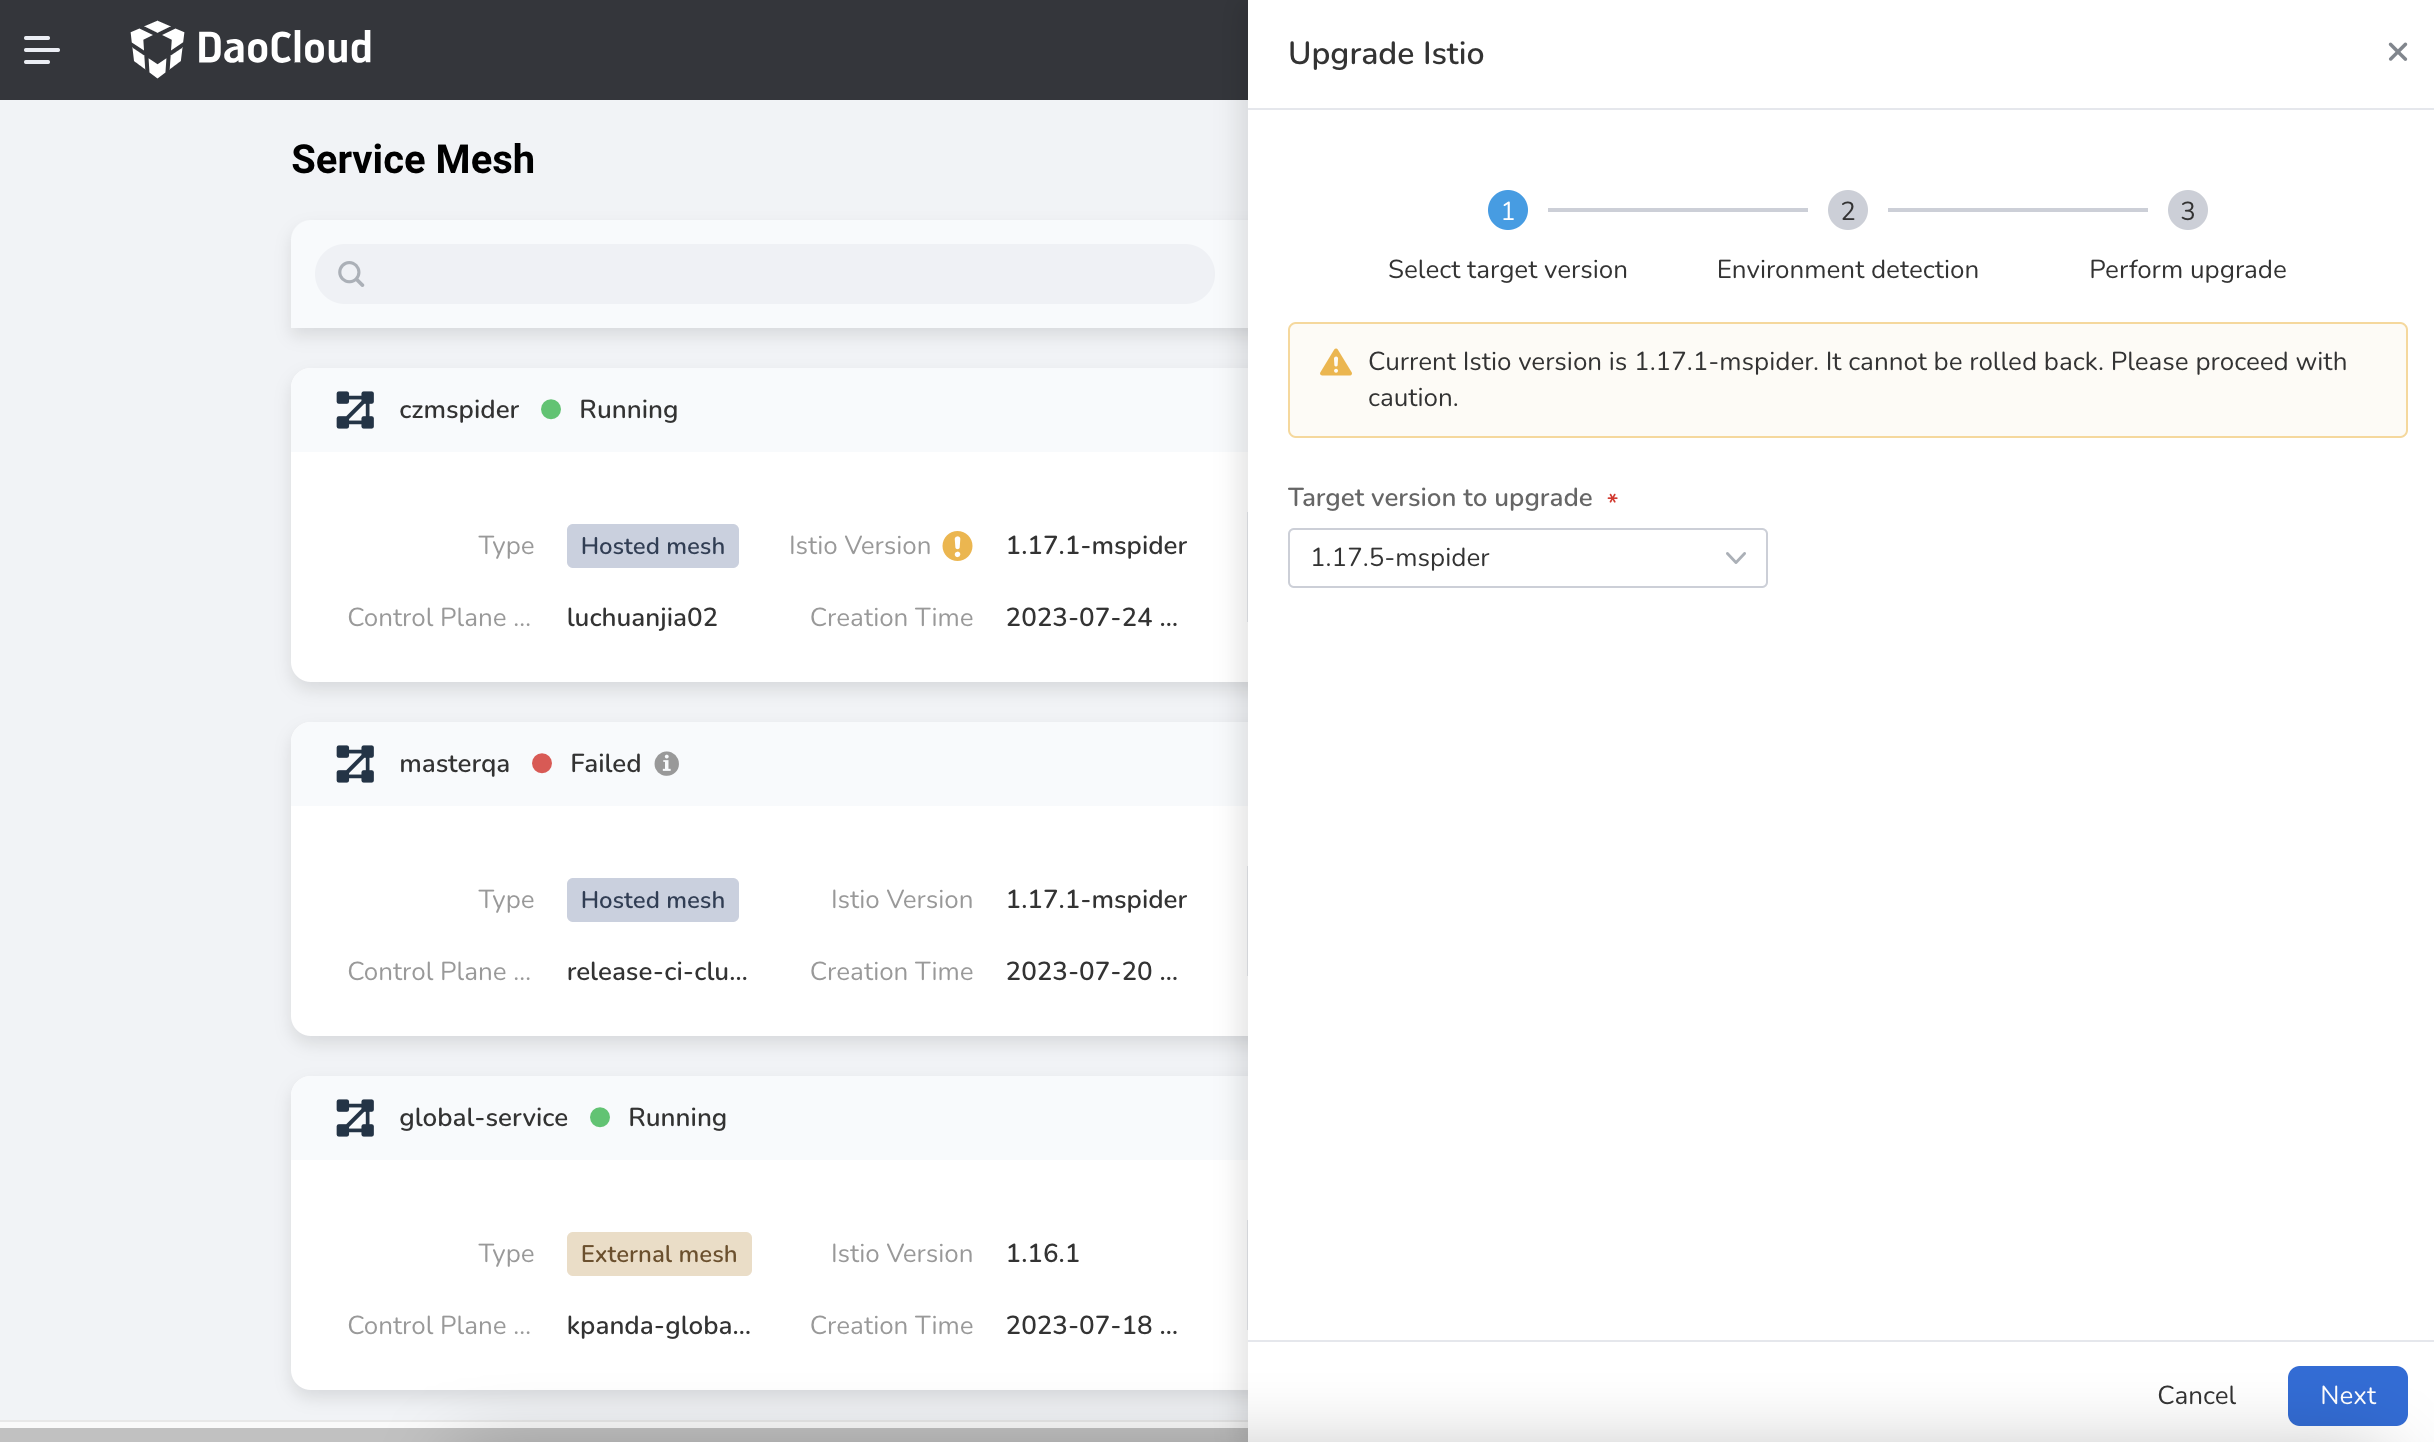 DaoCloud
Service Mesh
czmspider Running
Type Hosted mesh Istio Version 1.17.1-mspider
Control Plane ... luchuanjia02 Creation Time 2023-07-24 ...
masterqa Failed
Type Hosted mesh Istio Version 1.17.1-mspider
Control Plane ... release-ci-clu... Creation Time 2023-07-20 ...
global-service Running
Type External mesh Istio Version 1.16.1
Control Plane ... kpanda-globa... Creation Time 2023-07-18 ...
Upgrade Istio
1 2 3
Select target version Environment detection Perform upgrade
Current Istio version is 1.17.1-mspider. It cannot be rolled back. Please proceed with
caution.
Target version to upgrade *
1.17.5-mspider
Cancel Next